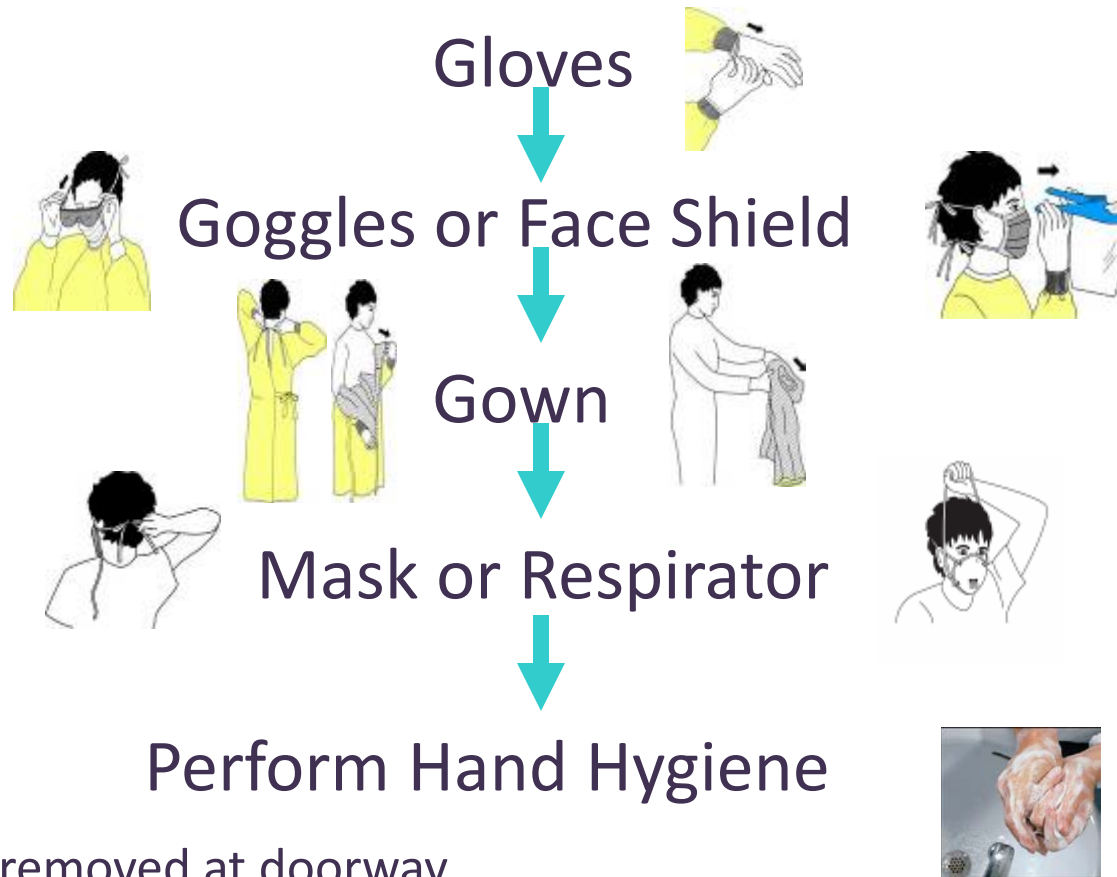 Gloves
Goggles or Face Shield
Gown
Mask or Respirator
Perform Hand Hygiene
removed at doorway